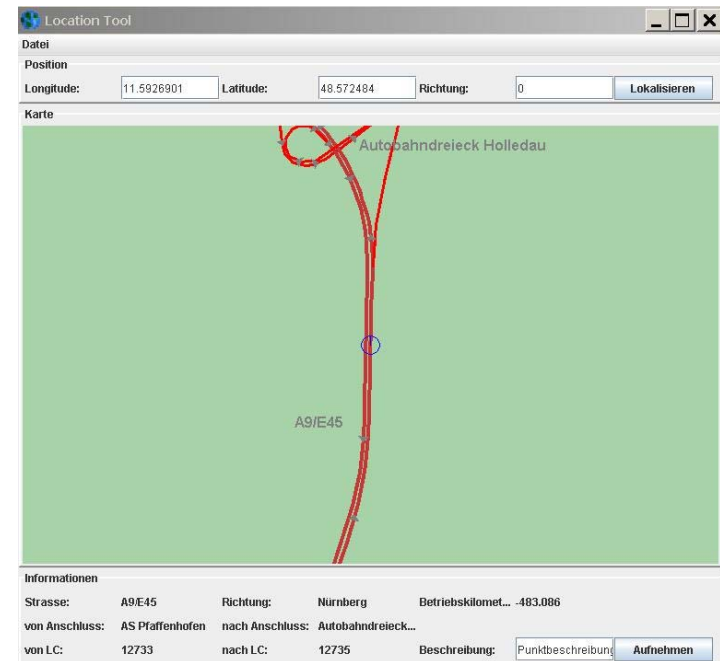 Location Tool
Datei
Position
Longitude: 11.5926901 Latitude: 48.572484 Richtung: 0 Lokalisieren
Karte
Autobahndreieck Holledau
A9/E45
Informationen
Strasse: A9/E45 Richtung: Nürnberg Betriebskilomet... -483.086
von Anschluss: AS Pfaffenhofen nach Anschluss: Autobahndreieck...
von LC: 12733 nach LC: 12735 Beschreibung: Punktbeschreibung Aufnehmen